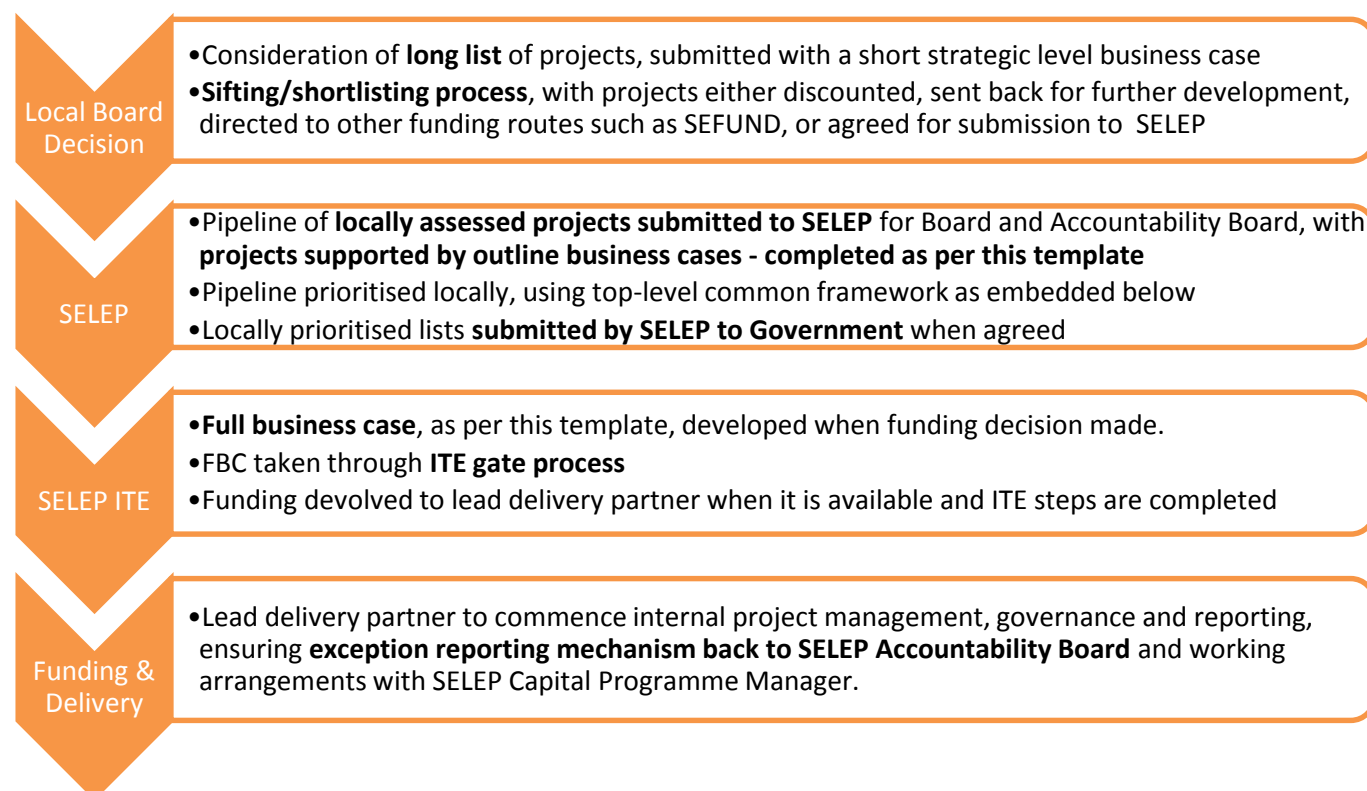 Local Board
Decision
•Consideration of long list of projects, submitted with a short strategic level business case
•Sifting/shortlisting process, with projects either discounted, sent back for further development,
directed to other funding routes such as SEFUND, or agreed for submission to SELEP
SELEP
•Pipeline of locally assessed projects submitted to SELEP for Board and Accountability Board, with
projects supported by outline business cases - completed as per this template
•Pipeline prioritised locally, using top-level common framework as embedded below
•Locally prioritised lists submitted by SELEP to Government when agreed
SELEP ITE
•Full business case, as per this template, developed when funding decision made.
•FBC taken through ITE gate process
•Funding devolved to lead delivery partner when it is available and ITE steps are completed
Funding &
Delivery
•Lead delivery partner to commence internal project management, governance and reporting,
ensuring exception reporting mechanism back to SELEP Accountability Board and working
arrangements with SELEP Capital Programme Manager.